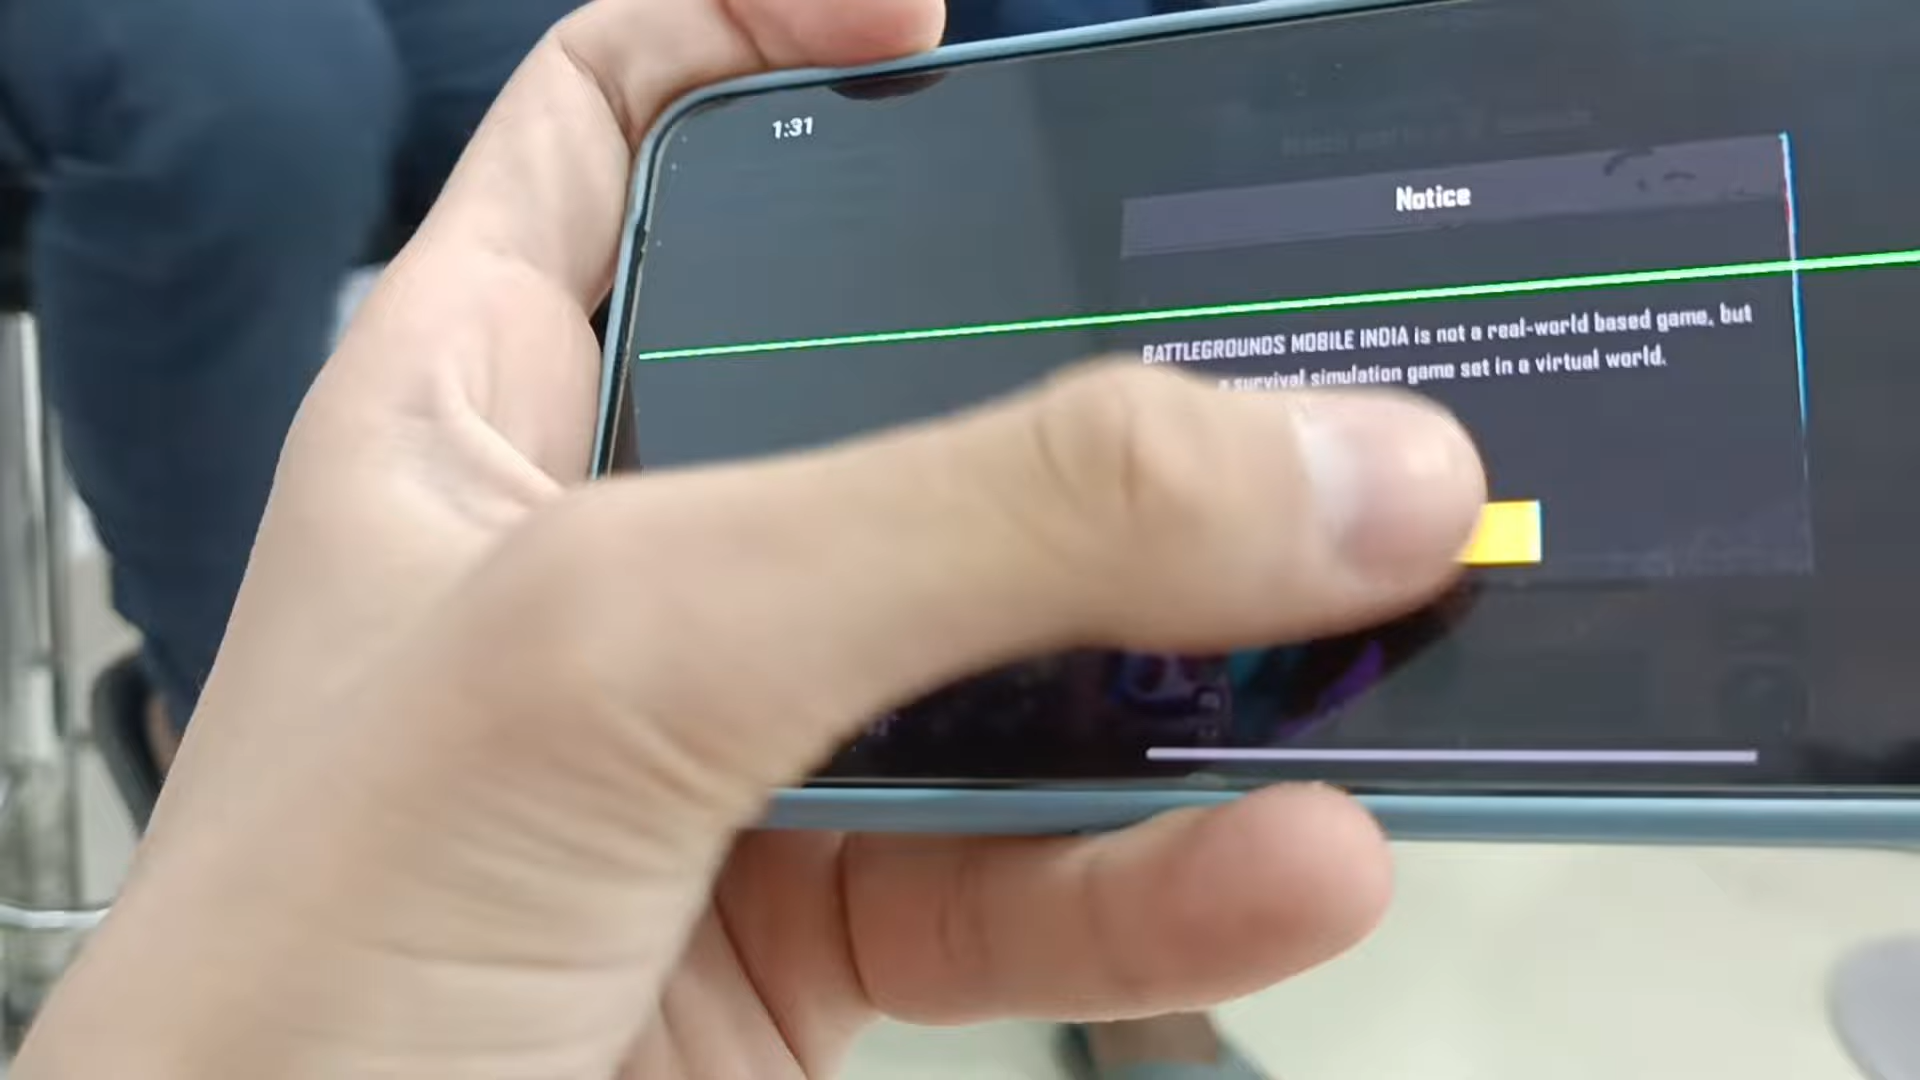 1:31
Notice
BATTLEGROUNDS MOBILE INDIA is not a real-world based game, but
a survival simulation game set in a virtual world.